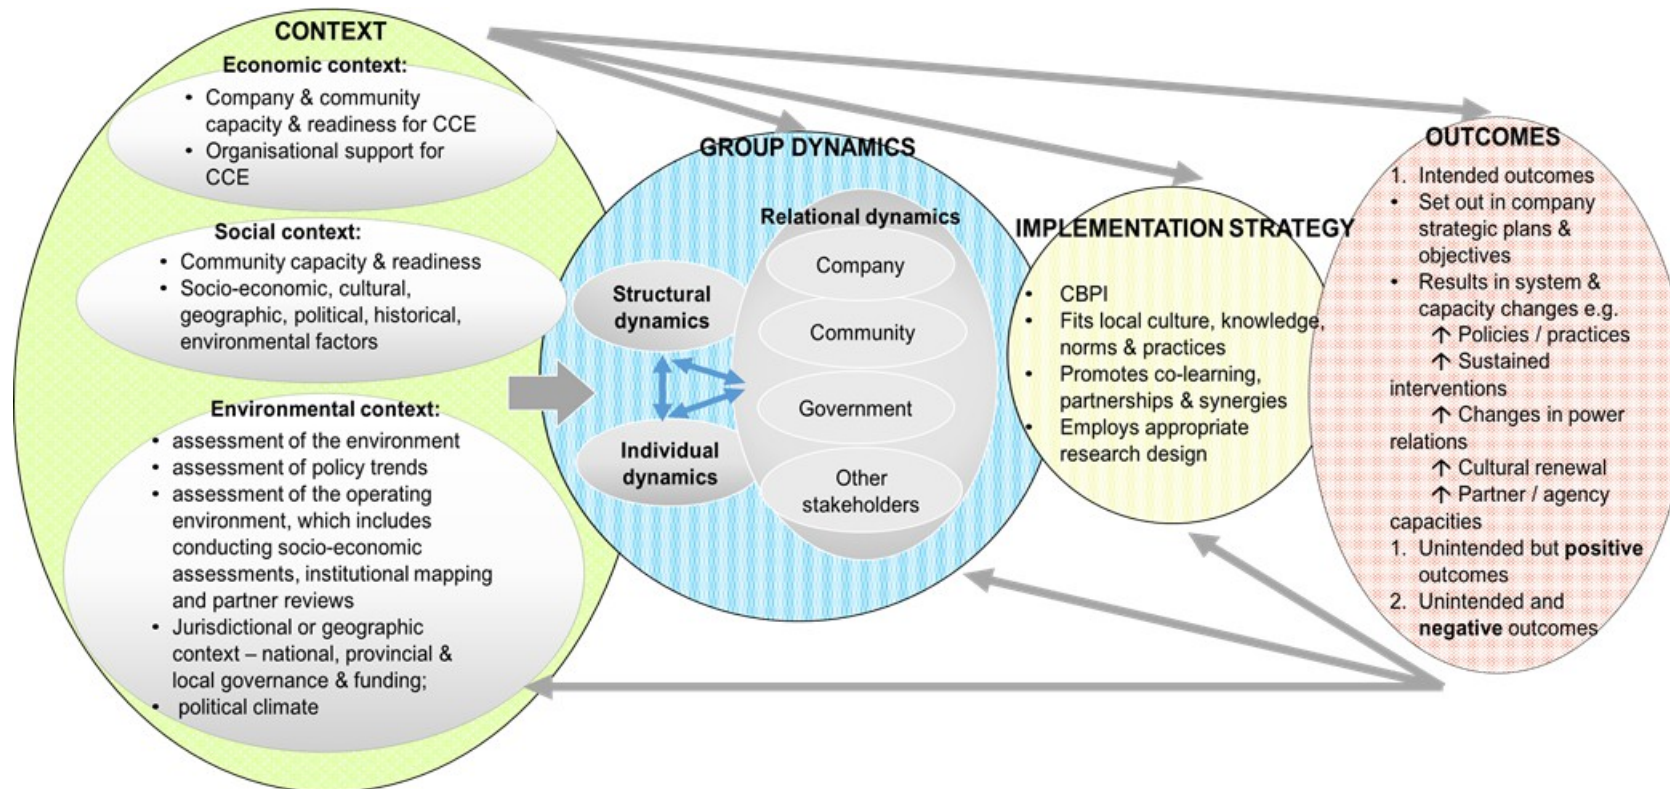 CONTEXT
Economic context:
• Company & community
capacity & readiness for CCE
• Organisational support for
CCE
Social context:
• Community capacity & readiness
• Socio-economic, cultural,
geographic, political, historical,
environmental factors
Environmental context:
• assessment of the environment
• assessment of policy trends
• assessment of the operating
environment, which includes
conducting socio-economic
assessments, institutional mapping
and partner reviews
• Jurisdictional or geographic
context – national, provincial &
local governance & funding;
• political climate
GROUP DYNAMICS
Structural
dynamics
Individual
dynamics
Relational dynamics
Company
Community
Government
Other
stakeholders
IMPLEMENTATION STRATEGY
• CBPI
• Fits local culture, knowledge,
norms & practices
• Promotes co-learning,
partnerships & synergies
• Employs appropriate
research design
OUTCOMES
1. Intended outcomes
• Set out in company
strategic plans &
objectives
• Results in system &
capacity changes e.g.
↑ Policies / practices
↑ Sustained
interventions
↑ Changes in power
relations
↑ Cultural renewal
↑ Partner / agency
capacities
1. Unintended but positive
outcomes
2. Unintended and
negative outcomes